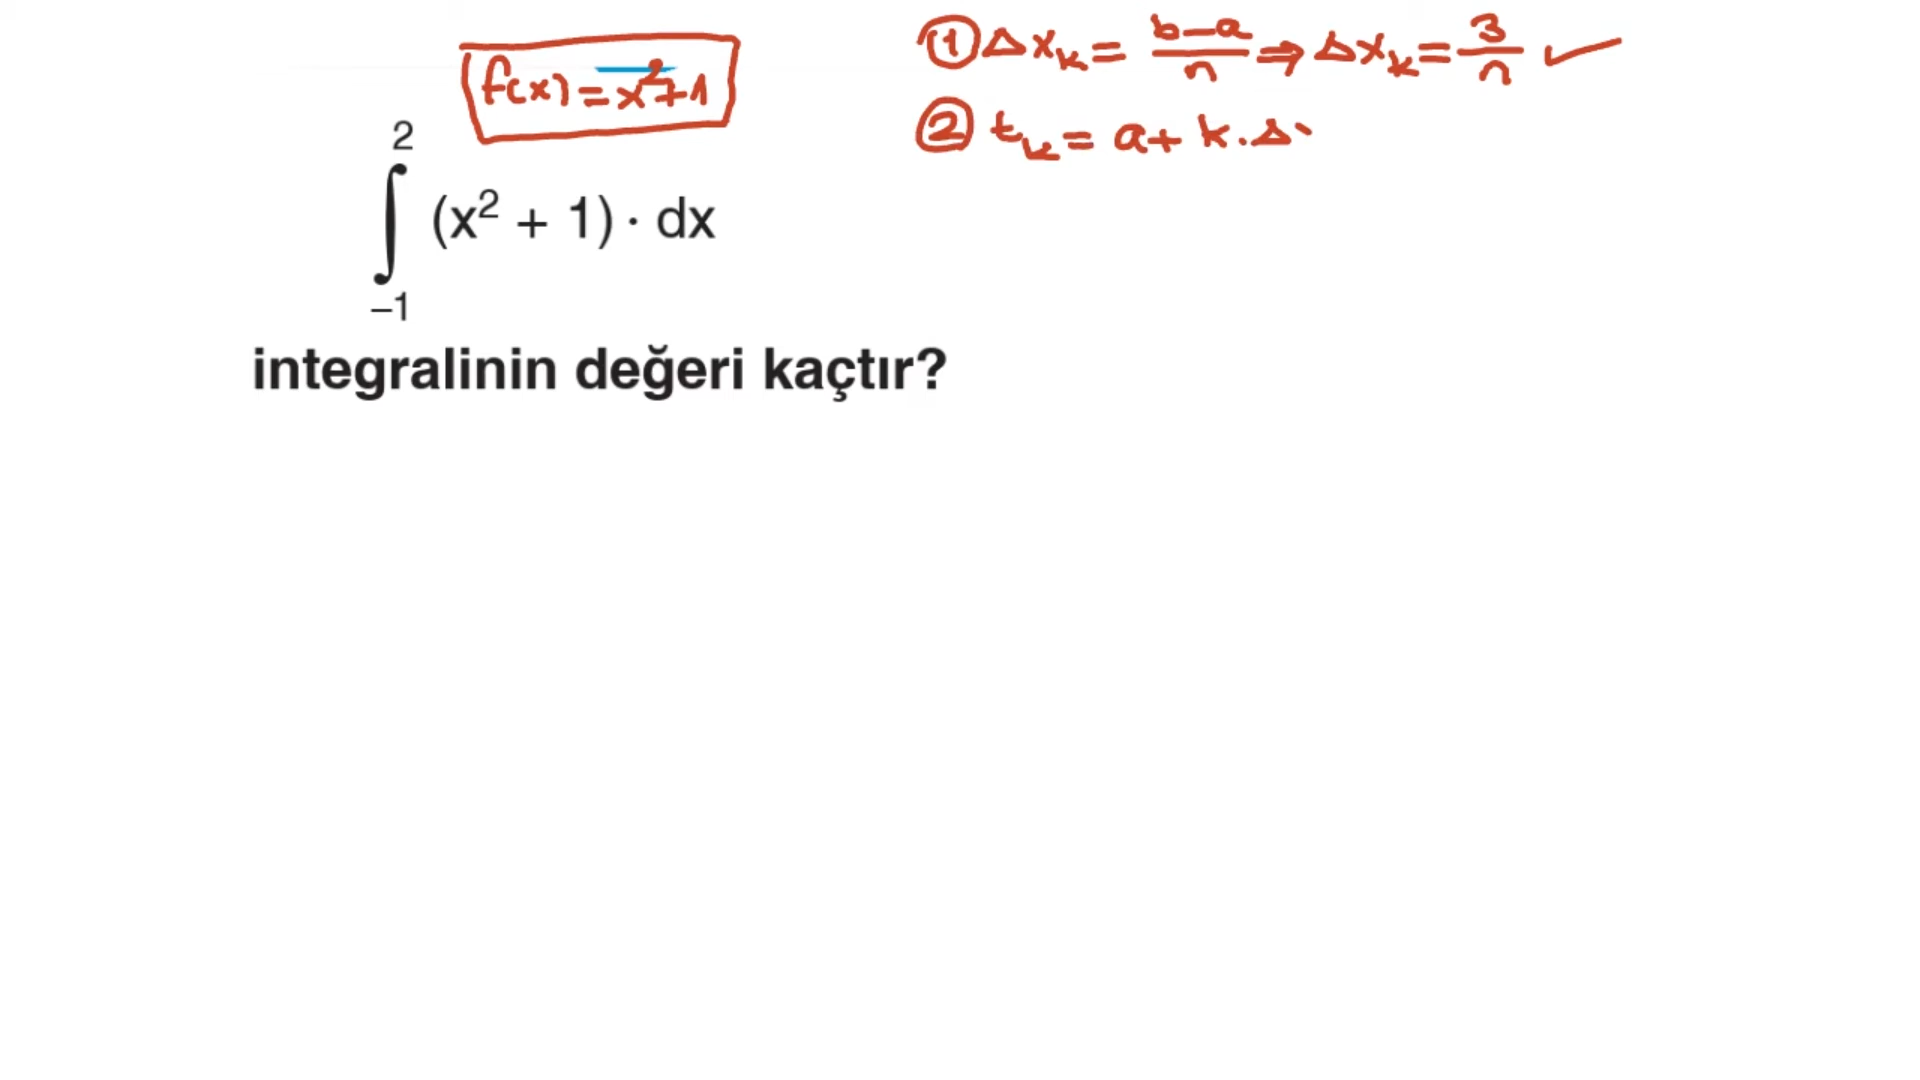 f(x) = x²+1
① Δxₖ = b-a/n ⇒ Δxₖ = 3/n ✓
② tₖ = a + k.Δ
2
∫ (x² + 1) · dx
–1
integralinin değeri kaçtır?